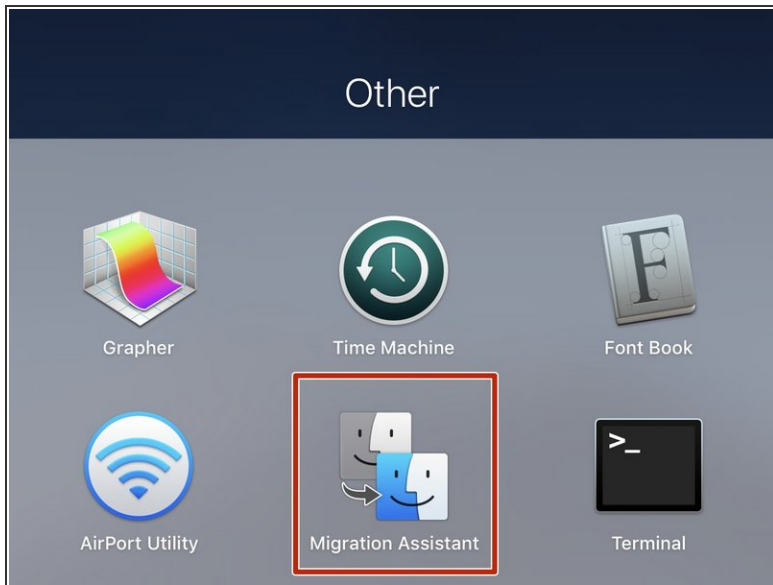 Other
Grapher
Time Machine
Font Book
F
AirPort Utility
Migration Assistant
>_
Terminal